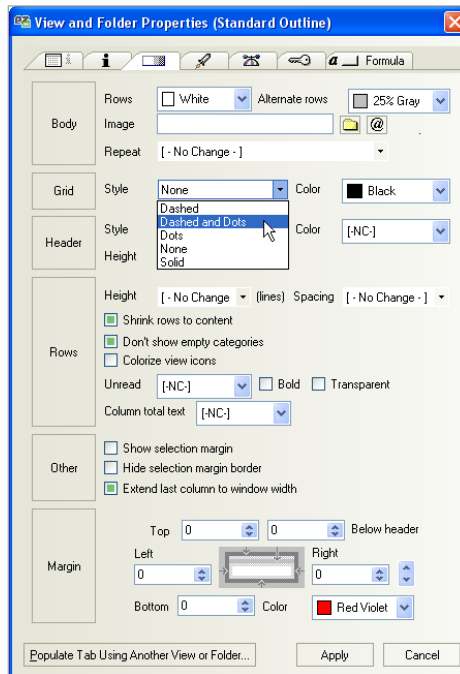 View and Folder Properties (Standard Outline)
i a Formula
Body Rows White Alternate rows 25% Gray
Image @
Repeat [ - No Change - ]
Grid Style None Color Black
Dashed
Dashed and Dots
Dots
None
Solid
Header Style Color [-NC-]
Height
Rows Height [ - No Change (lines) Spacing [ - No Change - ]
Shrink rows to content
Don't show empty categories
Colorize view icons
Unread [-NC-] Bold Transparent
Column total text [-NC-]
Other Show selection margin
Hide selection margin border
Extend last column to window width
Margin Top 0 0 Below header
Left Right
0 0
Bottom 0 Color Red Violet
Populate Tab Using Another View or Folder... Apply Cancel